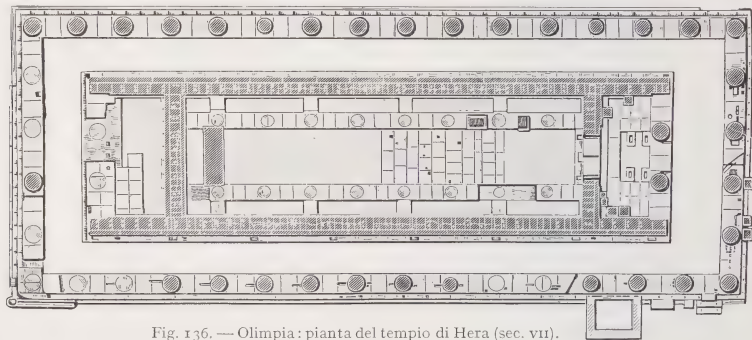 Fig. 136. — Olimpia: pianta del tempio di Hera (sec. VII).